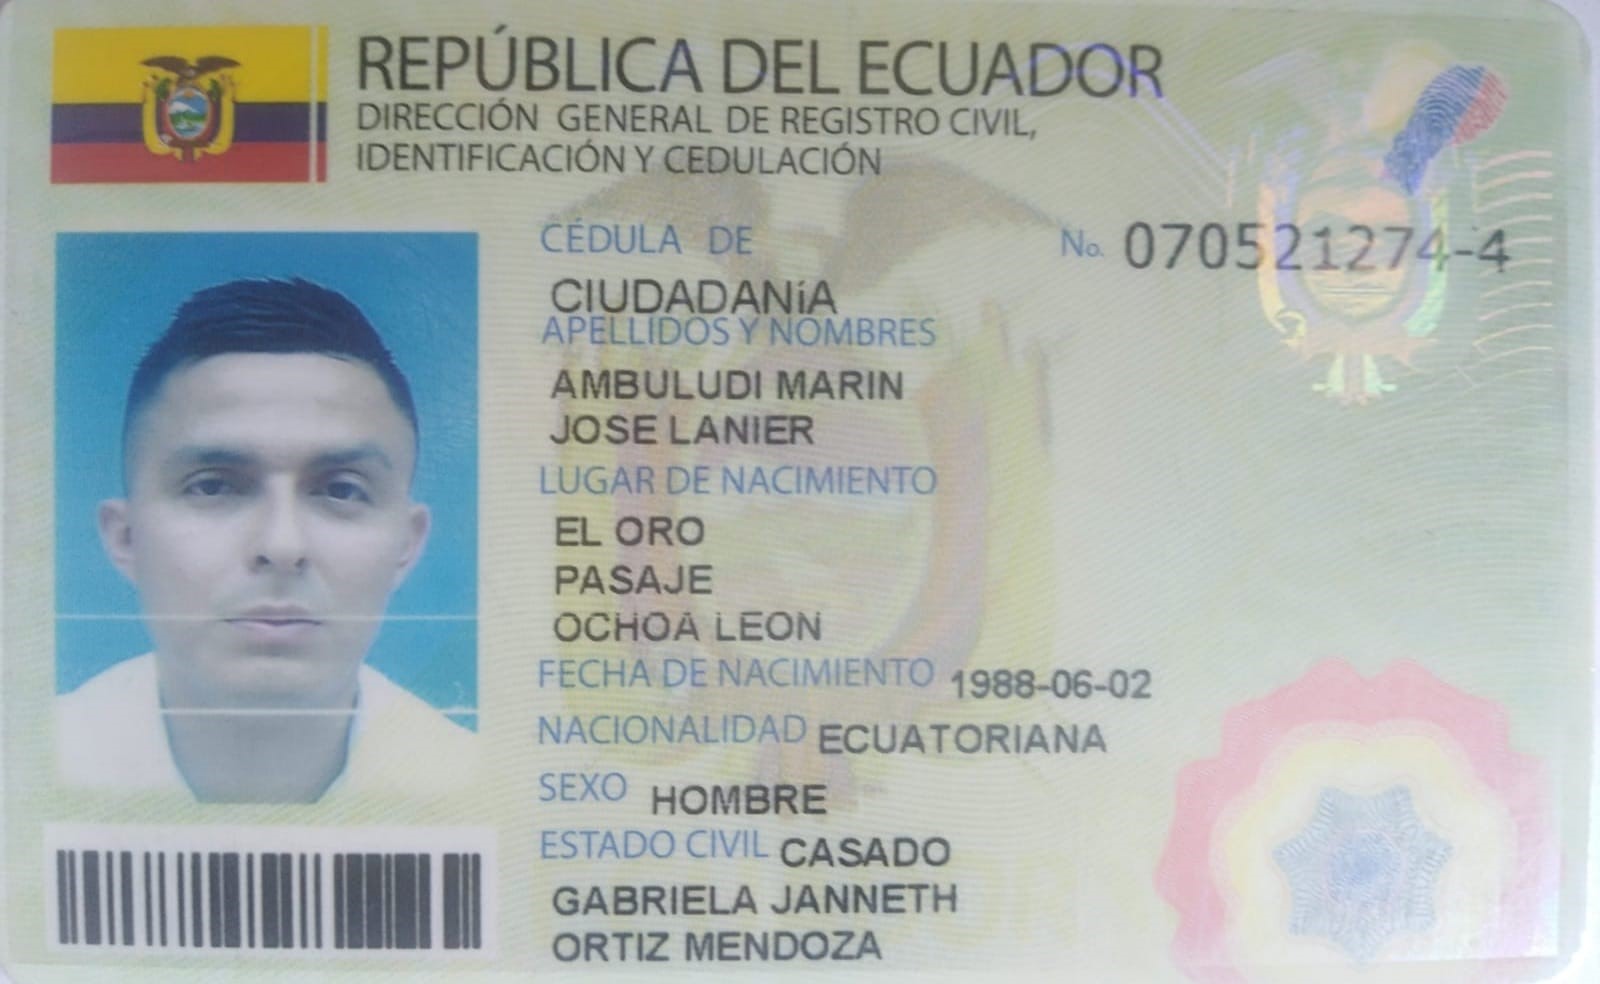 REPÚBLICA DEL ECUADOR
DIRECCIÓN GENERAL DE REGISTRO CIVIL,
IDENTIFICACIÓN Y CEDULACIÓN
CÉDULA DE No. 070521274-4
CIUDADANíA
APELLIDOS Y NOMBRES
AMBULUDI MARIN
JOSE LANIER
LUGAR DE NACIMIENTO
EL ORO
PASAJE
OCHOA LEON
FECHA DE NACIMIENTO 1988-06-02
NACIONALIDAD ECUATORIANA
SEXO HOMBRE
ESTADO CIVIL CASADO
GABRIELA JANNETH
ORTIZ MENDOZA